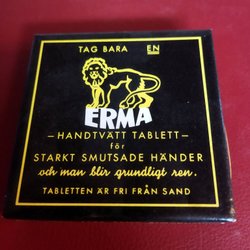 TAG BARA EN
ERMA
— HANDTVÄTT TABLETT —
för
STARKT SMUTSADE HÄNDER
och man blir grundligt ren.
TABLETTEN ÄR FRI FRÅN SAND